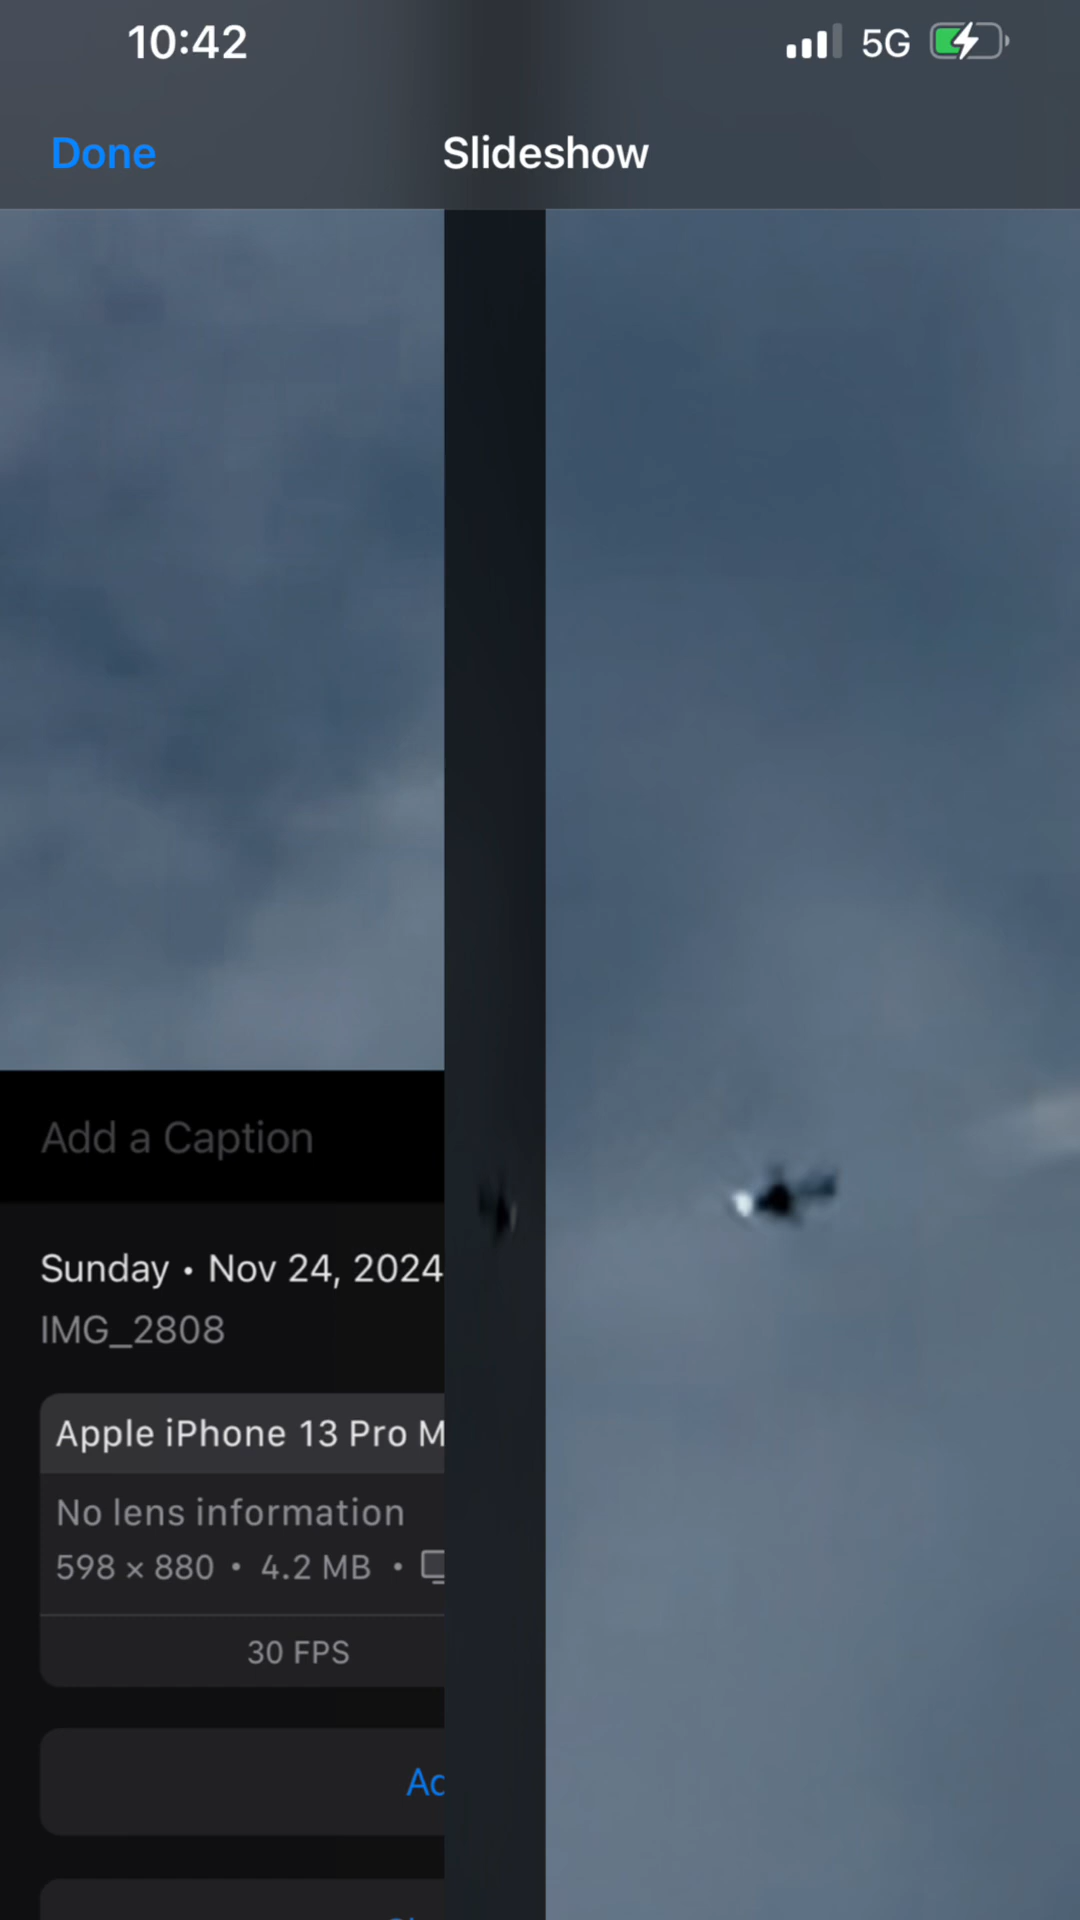 10:42
5G
Done
Slideshow
Add a Caption
Sunday • Nov 24, 2024
IMG_2808
Apple iPhone 13 Pro M
No lens information
598 × 880 • 4.2 MB •
30 FPS
Ad